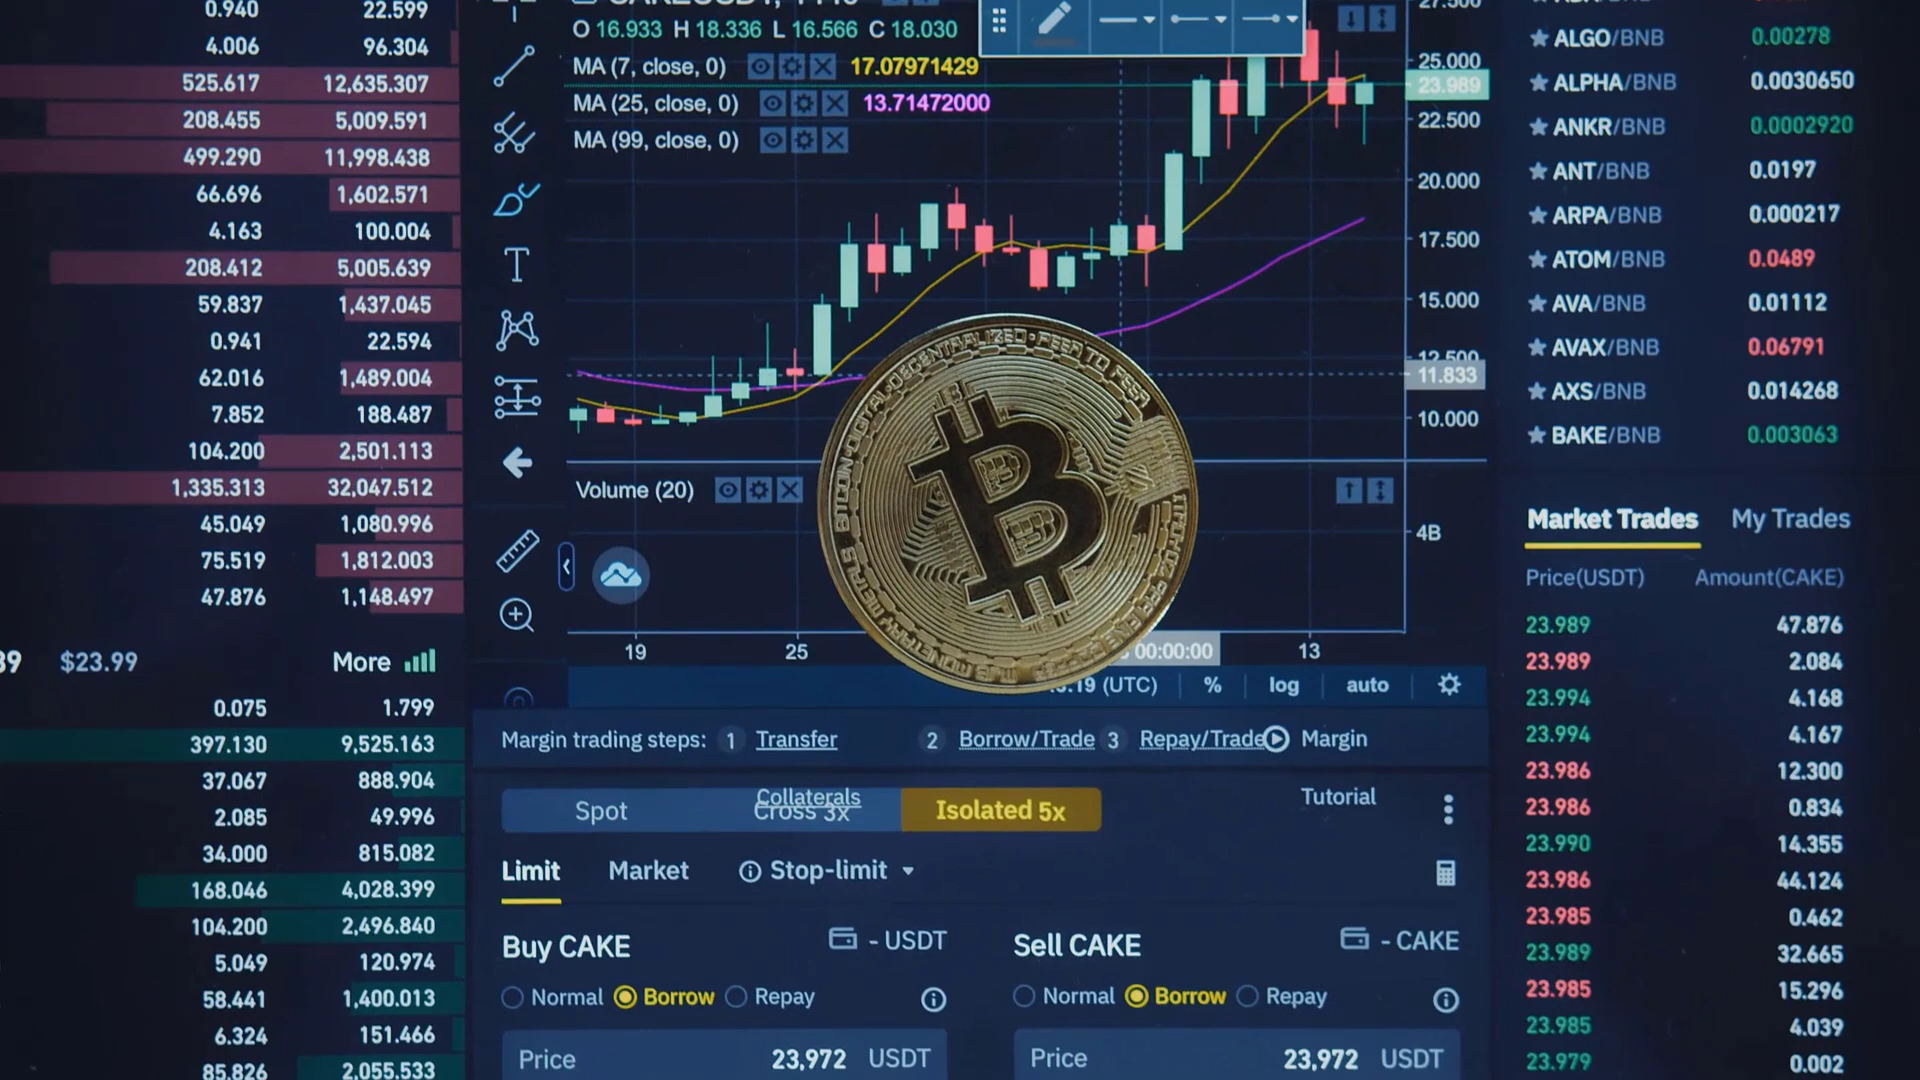 0.940 22.599
4.006 96.304
525.617 12,635.307
208.455 5,009.591
499.290 11,998.438
66.696 1,602.571
4.163 100.004
208.412 5,005.639
59.837 1,437.045
0.941 22.594
62.016 1,489.004
7.852 188.487
104.200 2,501.113
1,335.313 32,047.512
45.049 1,080.996
75.519 1,812.003
47.876 1,148.497
$23.99 More
0.075 1.799
397.130 9,525.163
37.067 888.904
2.085 49.996
34.000 815.082
168.046 4,028.399
104.200 2,496.840
5.049 120.974
58.441 1,400.013
6.324 151.466
85.826 2,055.533
O 16.933 H 18.336 L 16.566 C 18.030
MA (7, close, 0) 17.07971429
MA (25, close, 0) 13.71472000
MA (99, close, 0)
27.500
25.000
23.989
22.500
20.000
17.500
15.000
12.500
11.833
10.000
Volume (20)
4B
19 25 00:00:00 13
(UTC) % log auto
BITCOIN·DIGITAL·DECENTRALIZED·PEER TO PEER
Margin trading steps: 1 Transfer 2 Borrow/Trade 3 Repay/Trade Margin
Collaterals Tutorial
Spot Cross 3x Isolated 5x
Limit Market Stop-limit
Buy CAKE - USDT
Normal Borrow Repay
Price 23,972 USDT
Sell CAKE - CAKE
Normal Borrow Repay
Price 23,972 USDT
ALGO/BNB 0.00278
ALPHA/BNB 0.0030650
ANKR/BNB 0.0002920
ANT/BNB 0.0197
ARPA/BNB 0.000217
ATOM/BNB 0.0489
AVA/BNB 0.01112
AVAX/BNB 0.06791
AXS/BNB 0.014268
BAKE/BNB 0.003063
Market Trades My Trades
Price(USDT) Amount(CAKE)
23.989 47.876
23.989 2.084
23.994 4.168
23.994 4.167
23.986 12.300
23.986 0.834
23.990 14.355
23.986 44.124
23.985 0.462
23.989 32.665
23.985 15.296
23.985 4.039
23.979 0.002